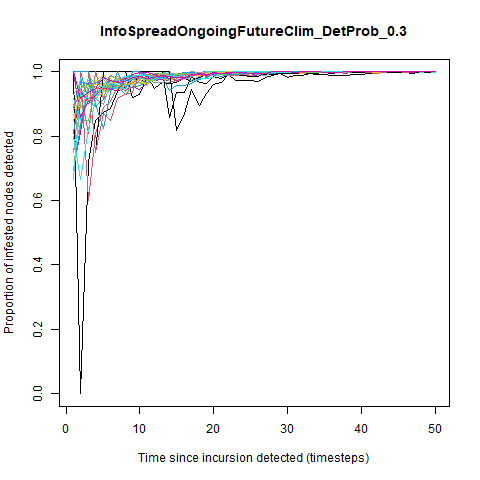 InfoSpreadOngoingFutureClim_DetProb_0.3
Proportion of infested nodes detected
1.0
0.8
0.6
0.4
0.2
0.0
0 10 20 30 40 50
Time since incursion detected (timesteps)